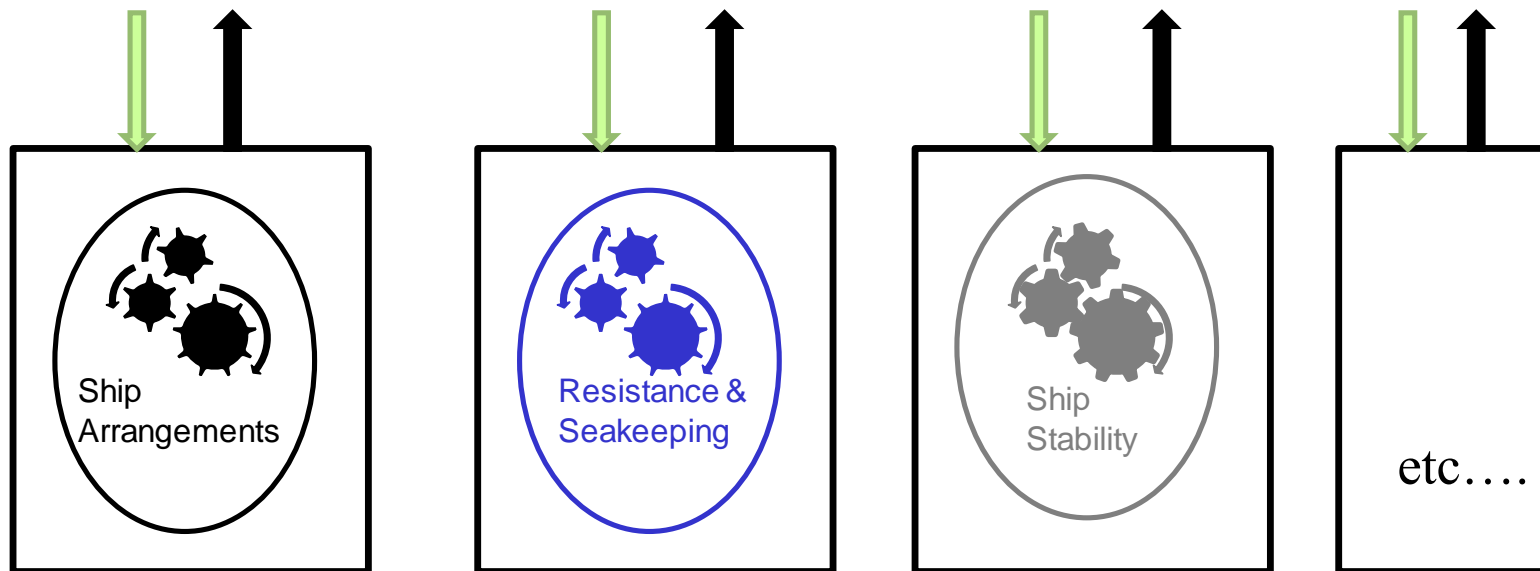 Ship
Arrangements
Resistance &
Seakeeping
Ship
Stability
etc….